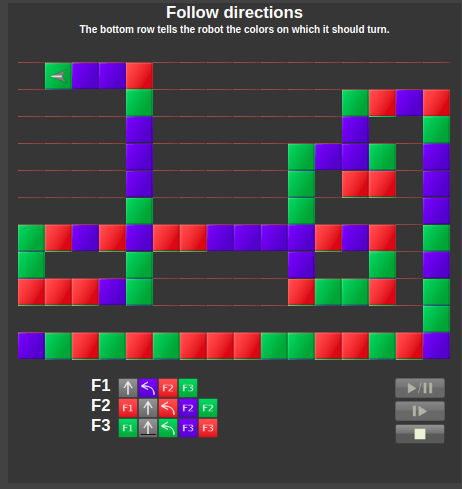 Follow directions
The bottom row tells the robot the colors on which it should turn.
F1 F2 F3
F2 F1 F2 F2
F3 F1 F3 F3